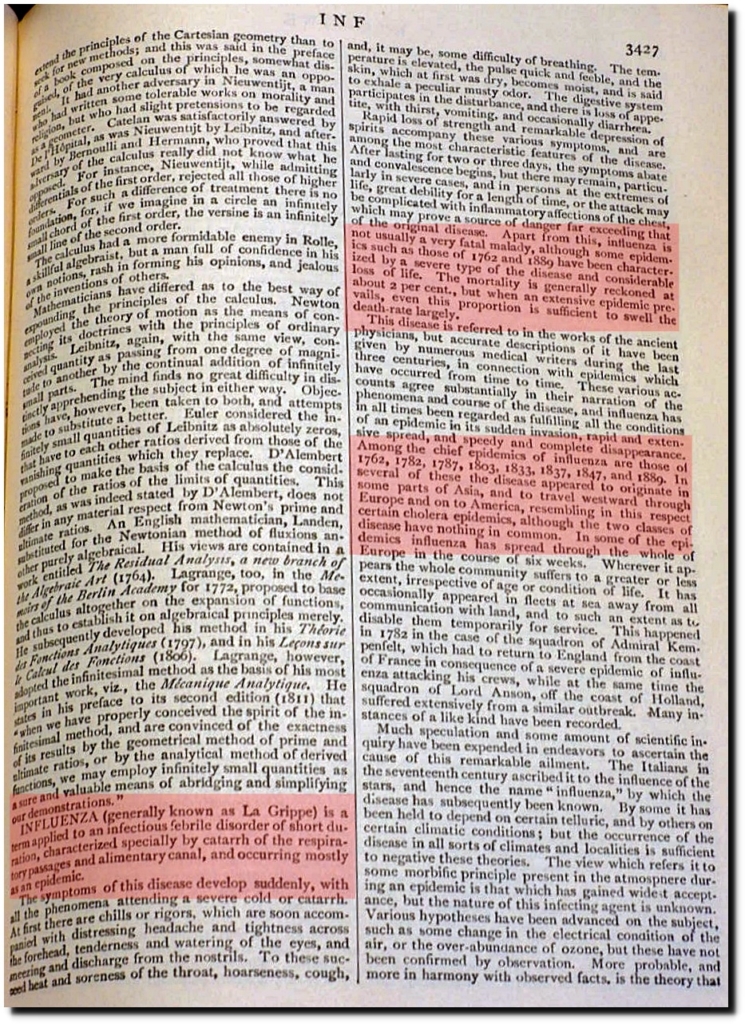 INF
3427
extend the principles of the Cartesian geometry than to
seek for new methods; and this was said in the preface
of a book composed on the principles, somewhat dis-
guised, of the very calculus of which he was an oppo-
nent. It had another adversary in Nieuwentijt, a man
who had written some tolerable works on morality and
religion, but who had slight pretensions to be regarded
as a geometer. Catelan was satisfactorily answered by
De l'Hôpital, as was Nieuwentijt by Leibnitz, and after-
ward by Bernoulli and Hermann, who proved that this
adversary of the calculus really did not know what he
opposed. For instance, Nieuwentijt, while admitting
differentials of the first order, rejected all those of higher
orders. For such a difference of treatment there is no
foundation, for, if we imagine in a circle an infinitely
small chord of the first order, the versine is an infinitely
small line of the second order.
The calculus had a more formidable enemy in Rolle,
a skillful algebraist, but a man full of confidence in his
own notions, rash in forming his opinions, and jealous
of the inventions of others.
Mathematicians have differed as to the best way of
expounding the principles of the calculus. Newton
employed the theory of motion as the means of con-
necting its doctrines with the principles of ordinary
analysis. Leibnitz, again, with the same view, con-
ceived quantity as passing from one degree of magni-
tude to another by the continual addition of infinitely
small parts. The mind finds no great difficulty in dis-
tinctly apprehending the subject in either way. Objec-
tions have, however, been taken to both, and attempts
made to substitute a better. Euler considered the in-
finitely small quantities of Leibnitz as absolutely zeros
that have to each other ratios derived from those of the
vanishing quantities which they replace. D'Alembert
proposed to make the basis of the calculus the consid-
eration of the ratios of the limits of quantities. This
method, as was indeed stated by D'Alembert, does not
differ in any material respect from Newton's prime and
ultimate ratios. An English mathematician, Landen,
substituted for the Newtonian method of fluxions an-
other purely algebraical. His views are contained in a
work entitled The Residual Analysis, a new branch of
the Algebraic Art (1764). Lagrange, too, in the Me-
moirs of the Berlin Academy for 1772, proposed to base
the calculus altogether on the expansion of functions,
and thus to establish it on algebraical principles merely.
He subsequently developed his method in his Théorie
des Fonctions Analytiques (1797), and in his Leçons sur
le Calcul des Fonctions (1806). Lagrange, however,
adopted the infinitesimal method as the basis of his most
important work, viz., the Mécanique Analytique. He
states in his preface to its second edition (1811) that
"when we have properly conceived the spirit of the in-
finitesimal method, and are convinced of the exactness
of its results by the geometrical method of prime and
ultimate ratios, or by the analytical method of derived
functions, we may employ infinitely small quantities as
a sure and valuable means of abridging and simplifying
our demonstrations."
INFLUENZA (generally known as La Grippe) is a
term applied to an infectious febrile disorder of short du-
ration, characterized specially by catarrh of the respira-
tory passages and alimentary canal, and occurring mostly
as an epidemic.
The symptoms of this disease develop suddenly, with
all the phenomena attending a severe cold or catarrh.
At first there are chills or rigors, which are soon accom-
panied with distressing headache and tightness across
the forehead, tenderness and watering of the eyes, and
sneezing and discharge from the nostrils. To these suc-
ceed heat and soreness of the throat, hoarseness, cough,
and, it may be, some difficulty of breathing. The tem-
perature is elevated, the pulse quick and feeble, and the
skin, which at first was dry, becomes moist, and is said
to exhale a peculiar musty odor. The digestive system
participates in the disturbance, and there is loss of appe-
tite, with thirst, vomiting, and occasionally diarrhea.
Rapid loss of strength and remarkable depression of
spirits accompany these various symptoms, and are
among the most characteristic features of the disease.
After lasting for two or three days, the symptoms abate
and convalescence begins, but there may remain, particu-
larly in severe cases, and in persons at the extremes of
life, great debility for a length of time, or the attack may
be complicated with inflammatory affections of the chest,
which may prove a source of danger far exceeding that
of the original disease. Apart from this, influenza is
not usually a very fatal malady, although some epidem-
ics such as those of 1762 and 1889 have been character-
ized by a severe type of the disease and considerable
loss of life. The mortality is generally reckoned at
about 2 per cent., but when an extensive epidemic pre-
vails, even this proportion is sufficient to swell the
death-rate largely.
This disease is referred to in the works of the ancient
physicians, but accurate descriptions of it have been
given by numerous medical writers during the last
three centuries, in connection with epidemics which
have occurred from time to time. These various ac-
counts agree substantially in their narration of the
phenomena and course of the disease, and influenza has
in all times been regarded as fulfilling all the conditions
of an epidemic in its sudden invasion, rapid and exten-
sive spread, and speedy and complete disappearance.
Among the chief epidemics of influenza are those of
1762, 1782, 1787, 1803, 1833, 1837, 1847, and 1889. In
several of these the disease appeared to originate in
some parts of Asia, and to travel westward through
Europe and on to America, resembling in this respect
certain cholera epidemics, although the two classes of
disease have nothing in common. In some of the epi-
demics influenza has spread through the whole of
Europe in the course of six weeks. Wherever it ap-
pears the whole community suffers to a greater or less
extent, irrespective of age or condition of life. It has
occasionally appeared in fleets at sea away from all
communication with land, and to such an extent as to
disable them temporarily for service. This happened
in 1782 in the case of the squadron of Admiral Kem-
penfelt, which had to return to England from the coast
of France in consequence of a severe epidemic of influ-
enza attacking his crews, while at the same time the
squadron of Lord Anson, off the coast of Holland,
suffered extensively from a similar outbreak. Many in-
stances of a like kind have been recorded.
Much speculation and some amount of scientific in-
quiry have been expended in endeavors to ascertain the
cause of this remarkable ailment. The Italians in
the seventeenth century ascribed it to the influence of the
stars, and hence the name "influenza," by which the
disease has subsequently been known. By some it has
been held to depend on certain telluric, and by others on
certain climatic conditions; but the occurrence of the
disease in all sorts of climates and localities is sufficient
to negative these theories. The view which refers it to
some morbific principle present in the atmosphere dur-
ing an epidemic is that which has gained widest accept-
ance, but the nature of this infecting agent is unknown.
Various hypotheses have been advanced on the subject,
such as some change in the electrical condition of the
air, or the over-abundance of ozone, but these have not
been confirmed by observation. More probable, and
more in harmony with observed facts, is the theory that